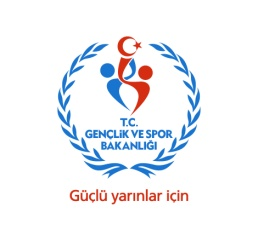 T.C.
GENÇLİK VE SPOR
BAKANLIĞI
Güçlü yarınlar için